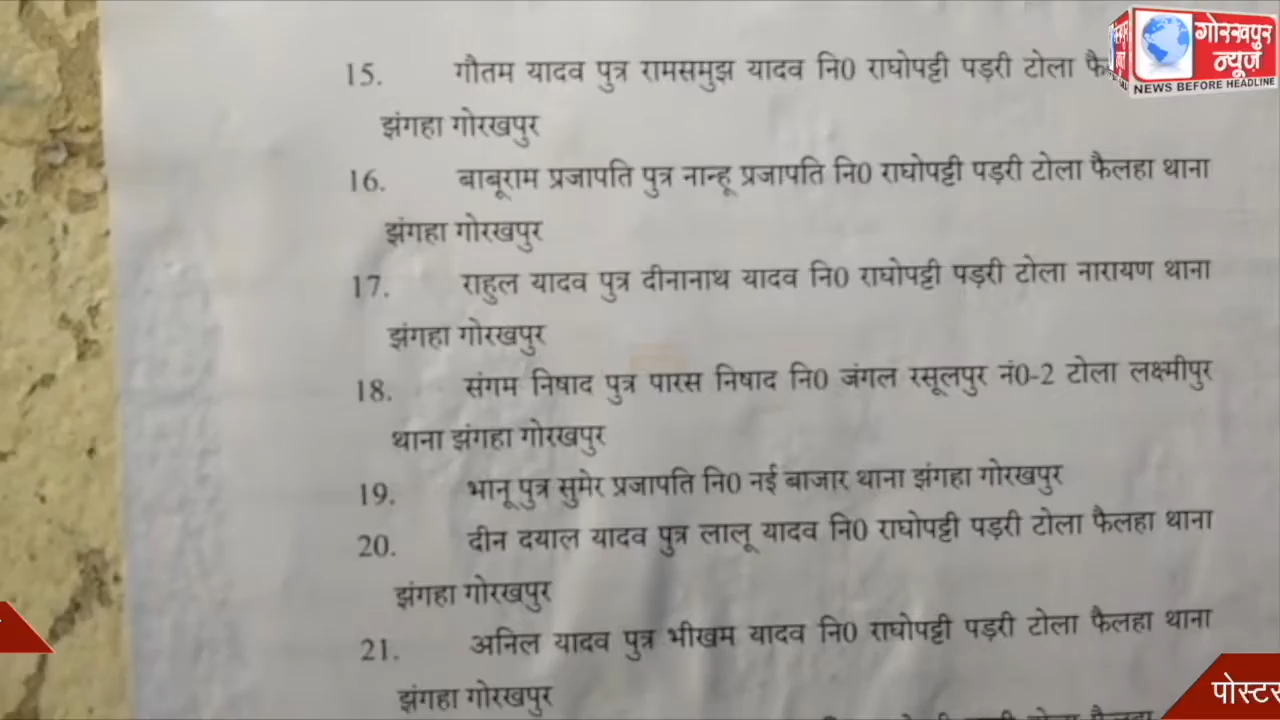 15. गौतम यादव पुत्र रामसमुझ यादव नि0 राघोपट्टी पड़री टोला
झंगहा गोरखपुर
16. बाबूराम प्रजापति पुत्र नान्हू प्रजापति नि0 राघोपट्टी पड़री टोला फैलहा थाना
झंगहा गोरखपुर
17. राहुल यादव पुत्र दीनानाथ यादव नि0 राघोपट्टी पड़री टोला नारायण थाना
झंगहा गोरखपुर
18. संगम निषाद पुत्र पारस निषाद नि0 जंगल रसूलपुर नं0-2 टोला लक्ष्मीपुर
थाना झंगहा गोरखपुर
19. भानू पुत्र सुमेर प्रजापति नि0 नई बाजार थाना झंगहा गोरखपुर
20. दीन दयाल यादव पुत्र लालू यादव नि0 राघोपट्टी पड़री टोला फैलहा थाना
झंगहा गोरखपुर
21. अनिल यादव पुत्र भीखम यादव नि0 राघोपट्टी पड़री टोला फैलहा थाना
झंगहा गोरखपुर
गोरखपुर
न्यूज़
NEWS BEFORE HEADLINE
पोस्टर